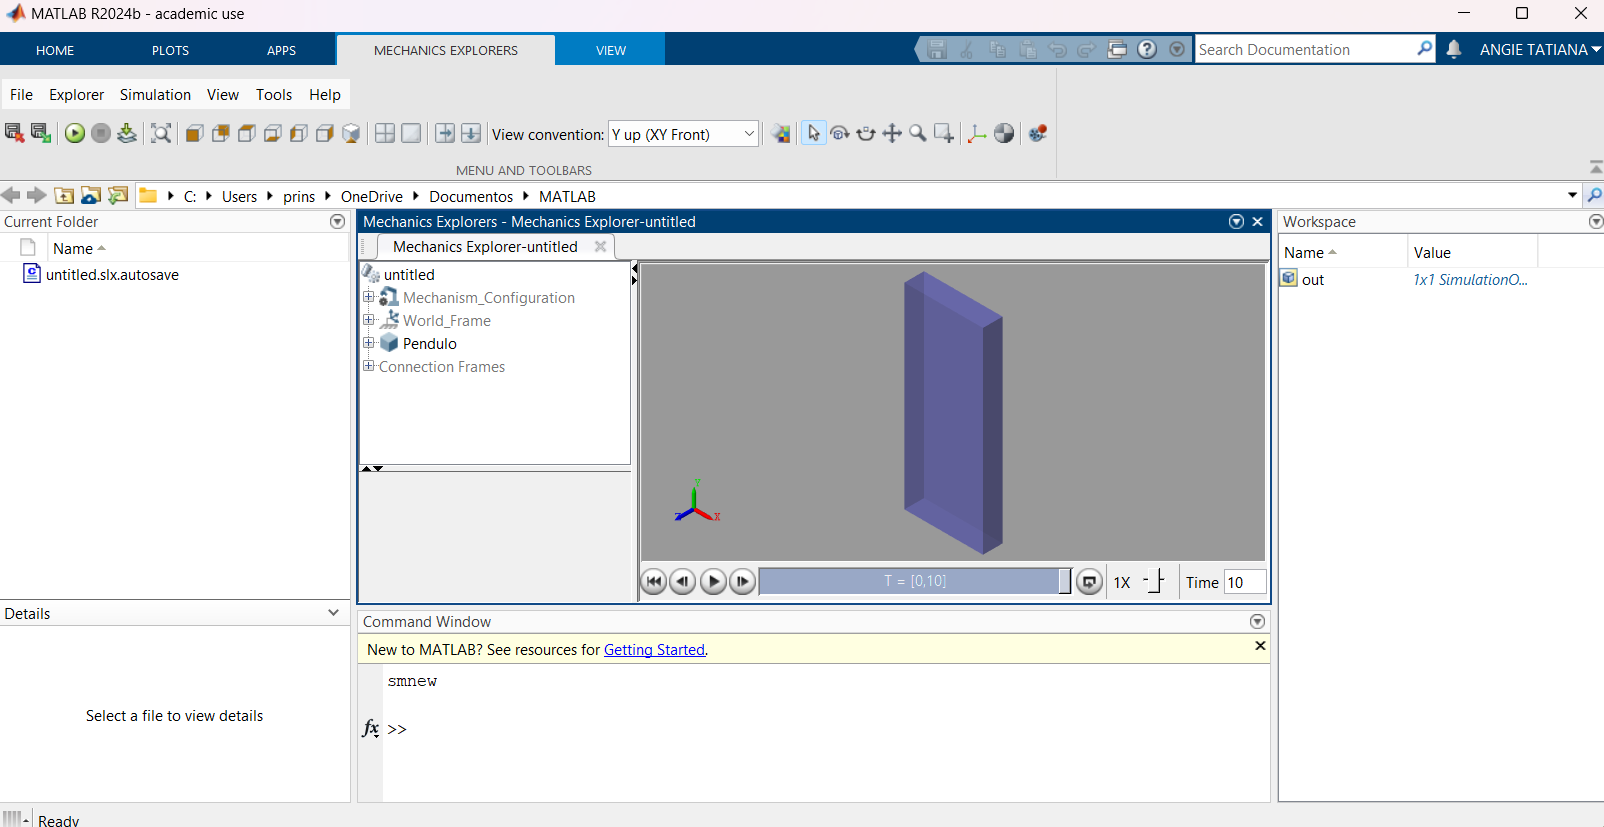 MATLAB R2024b - academic use
HOME PLOTS APPS MECHANICS EXPLORERS VIEW Search Documentation ANGIE TATIANA
File Explorer Simulation View Tools Help
View convention: Y up (XY Front)
MENU AND TOOLBARS
C: Users prins OneDrive Documentos MATLAB
Current Folder
Name
untitled.slx.autosave
Details
Select a file to view details
Mechanics Explorers - Mechanics Explorer-untitled
Mechanics Explorer-untitled
untitled
Mechanism_Configuration
World_Frame
Pendulo
Connection Frames
Y
Z
X
T = [0,10]
1X Time 10
Command Window
New to MATLAB? See resources for Getting Started.
smnew
fx >>
Workspace
Name Value
out 1x1 SimulationO...
Ready